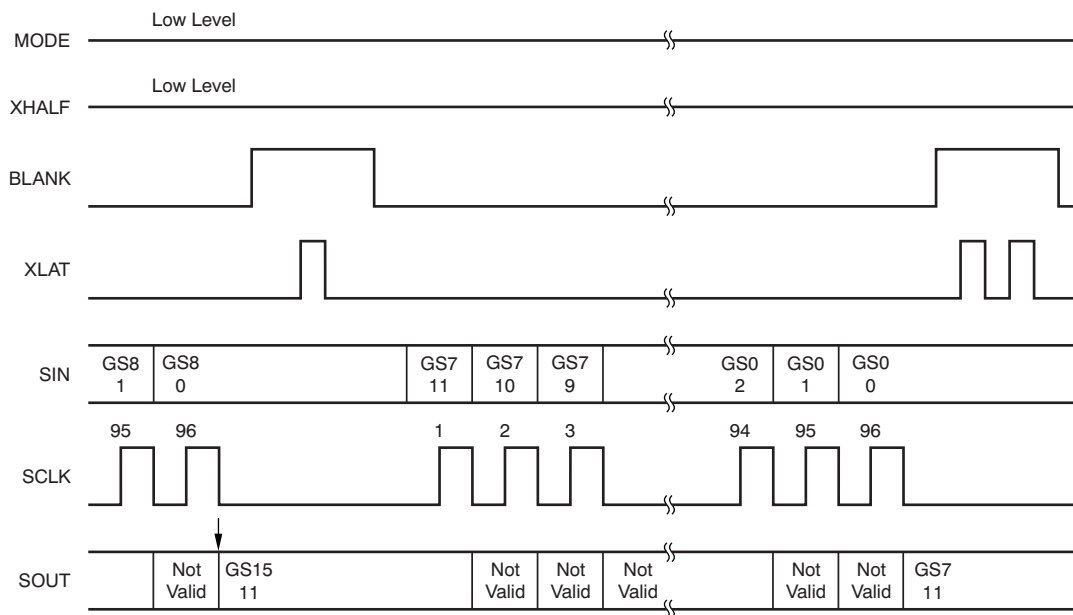 Low Level
MODE
Low Level
XHALF
BLANK
XLAT
SIN
GS8
1
GS8
0
GS7
11
GS7
10
GS7
9
GS0
2
GS0
1
GS0
0
SCLK
95 96 1 2 3 94 95 96
SOUT
Not
Valid
GS15
11
Not
Valid
Not
Valid
Not
Valid
Not
Valid
Not
Valid
GS7
11